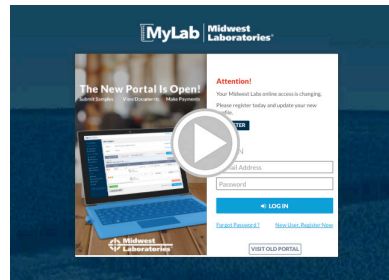 MyLab
Midwest
Laboratories
The New Portal Is Open!
Submit Samples View Documents Make Payments
Midwest
Laboratories
Attention!
Your Midwest Labs online access is changing.
Please register today and update your new
profile.
Address
Password
LOG IN
Forgot Password?
New User, Register Now
VISIT OLD PORTAL